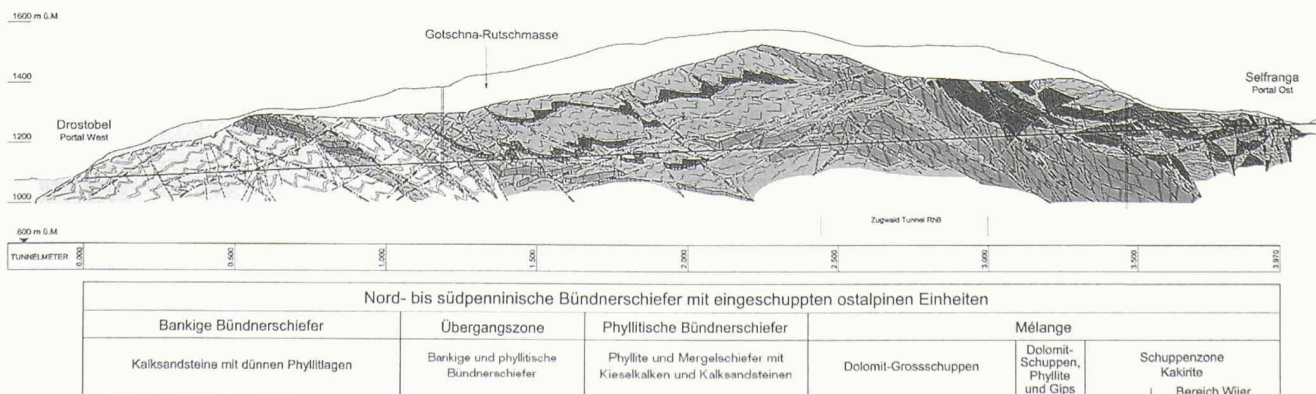 1600 m ü.M
Gotschna-Rutschmasse
1400
Selfranga
Portal Ost
Drostobel
Portal West
1200
1000
Zugwald Tunnel RhB
800 m ü.M
TUNNELMETER 0.000 0.500 1.000 1.500 2.000 2.500 3.000 3.500 3.970
Nord- bis südpenninische Bündnerschiefer mit eingeschuppten ostalpinen Einheiten
Bankige Bündnerschiefer
Übergangszone
Phyllitische Bündnerschiefer
Mélange
Kalksandsteine mit dünnen Phyllitlagen
Bankige und phyllitische
Bündnerschiefer
Phyllite und Mergelschiefer mit
Kieselkalken und Kalksandsteinen
Dolomit-Grossschuppen
Dolomit-
Schuppen,
Phyllite
und Gips
Schuppenzone
Kakirite
Bereich Wijer